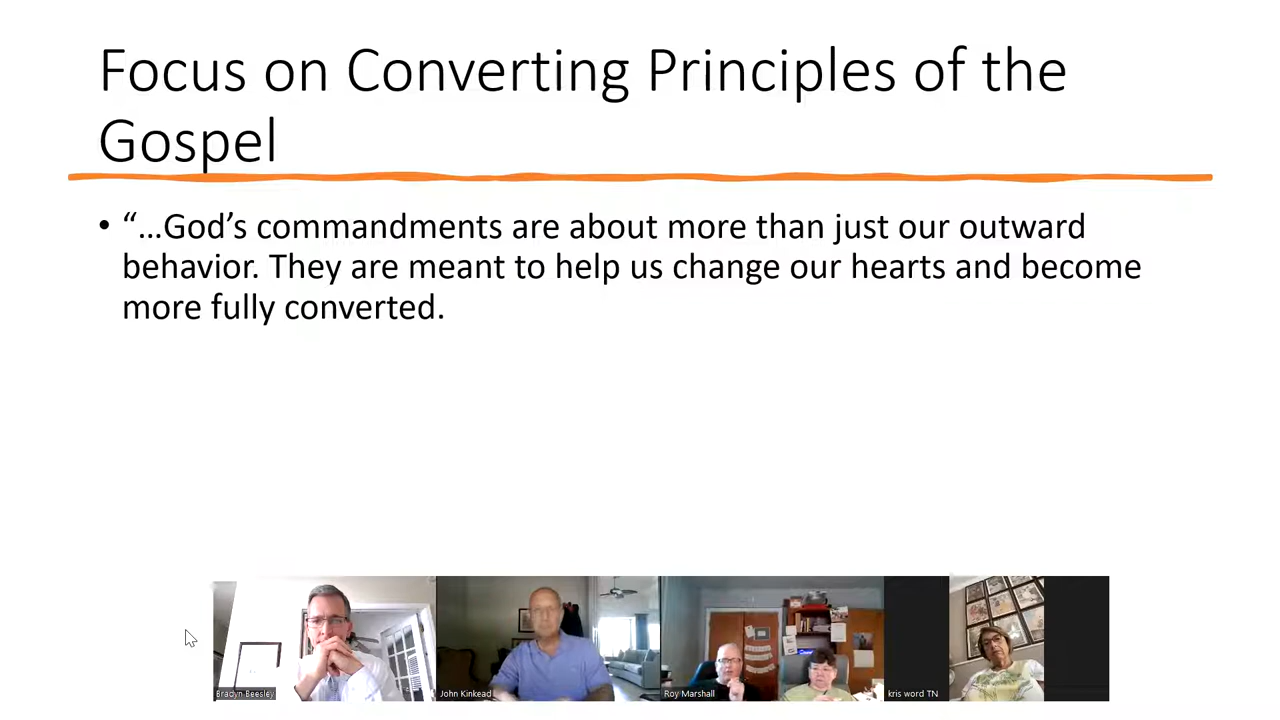 Focus on Converting Principles of the
Gospel
• “…God’s commandments are about more than just our outward
behavior. They are meant to help us change our hearts and become
more fully converted.
Bradyn Beesley
John Kinkead
Roy Marshall
kris word TN